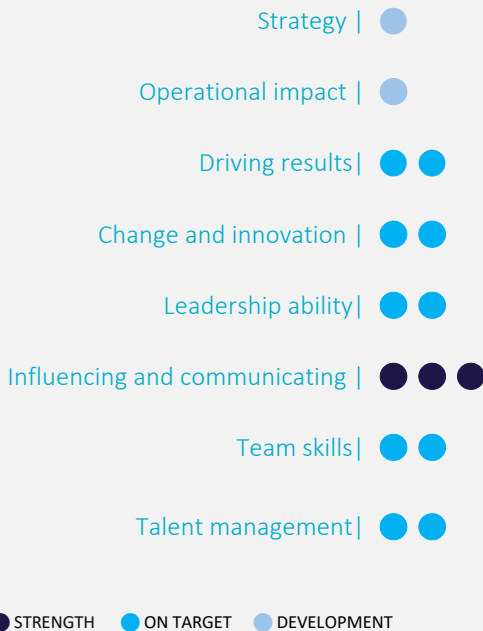 Strategy |
Operational impact |
Driving results|
Change and innovation |
Leadership ability|
Influencing and communicating |
Team skills|
Talent management|
STRENGTH ON TARGET DEVELOPMENT